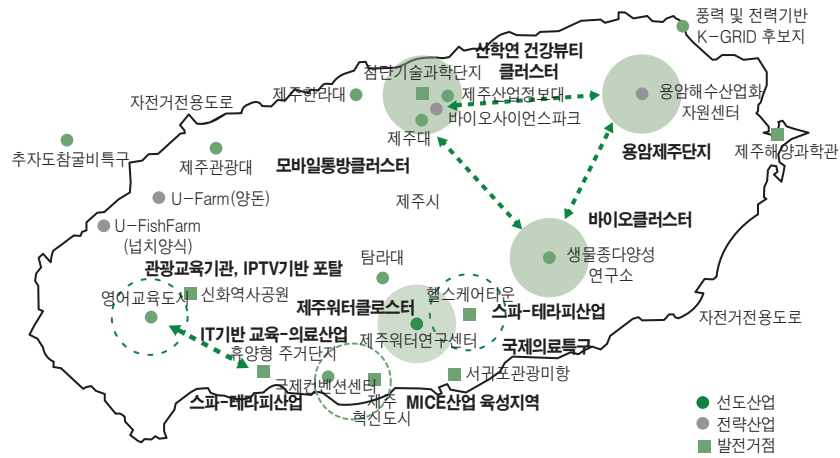 풍력 및 전력기반
K-GRID 후보지
산학연 건강뷰티
클러스터
첨단기술과학단지
제주한라대
제주산업정보대
자전거전용도로
바이오사이언스파크
용암해수산업화
지원센터
제주대
추자도참굴비특구
제주관광대
모바일통방클러스터
용암제주단지
제주해양과학관
U-Farm(양돈)
제주시
U-FishFarm
(넙치양식)
바이오클러스터
생물종다양성
연구소
관광교육기관, IPTV기반 포탈
탐라대
영어교육도시
신화역사공원
헬스케어타운
제주워터클로스터
스파-테라피산업
자전거전용도로
IT기반 교육-의료산업
제주워터연구센터
국제의료특구
휴양형 주거단지
국제컨벤션센터
서귀포관광미항
스파-테라피산업
제주
혁신도시
MICE산업 육성지역
선도산업
전략산업
발전거점